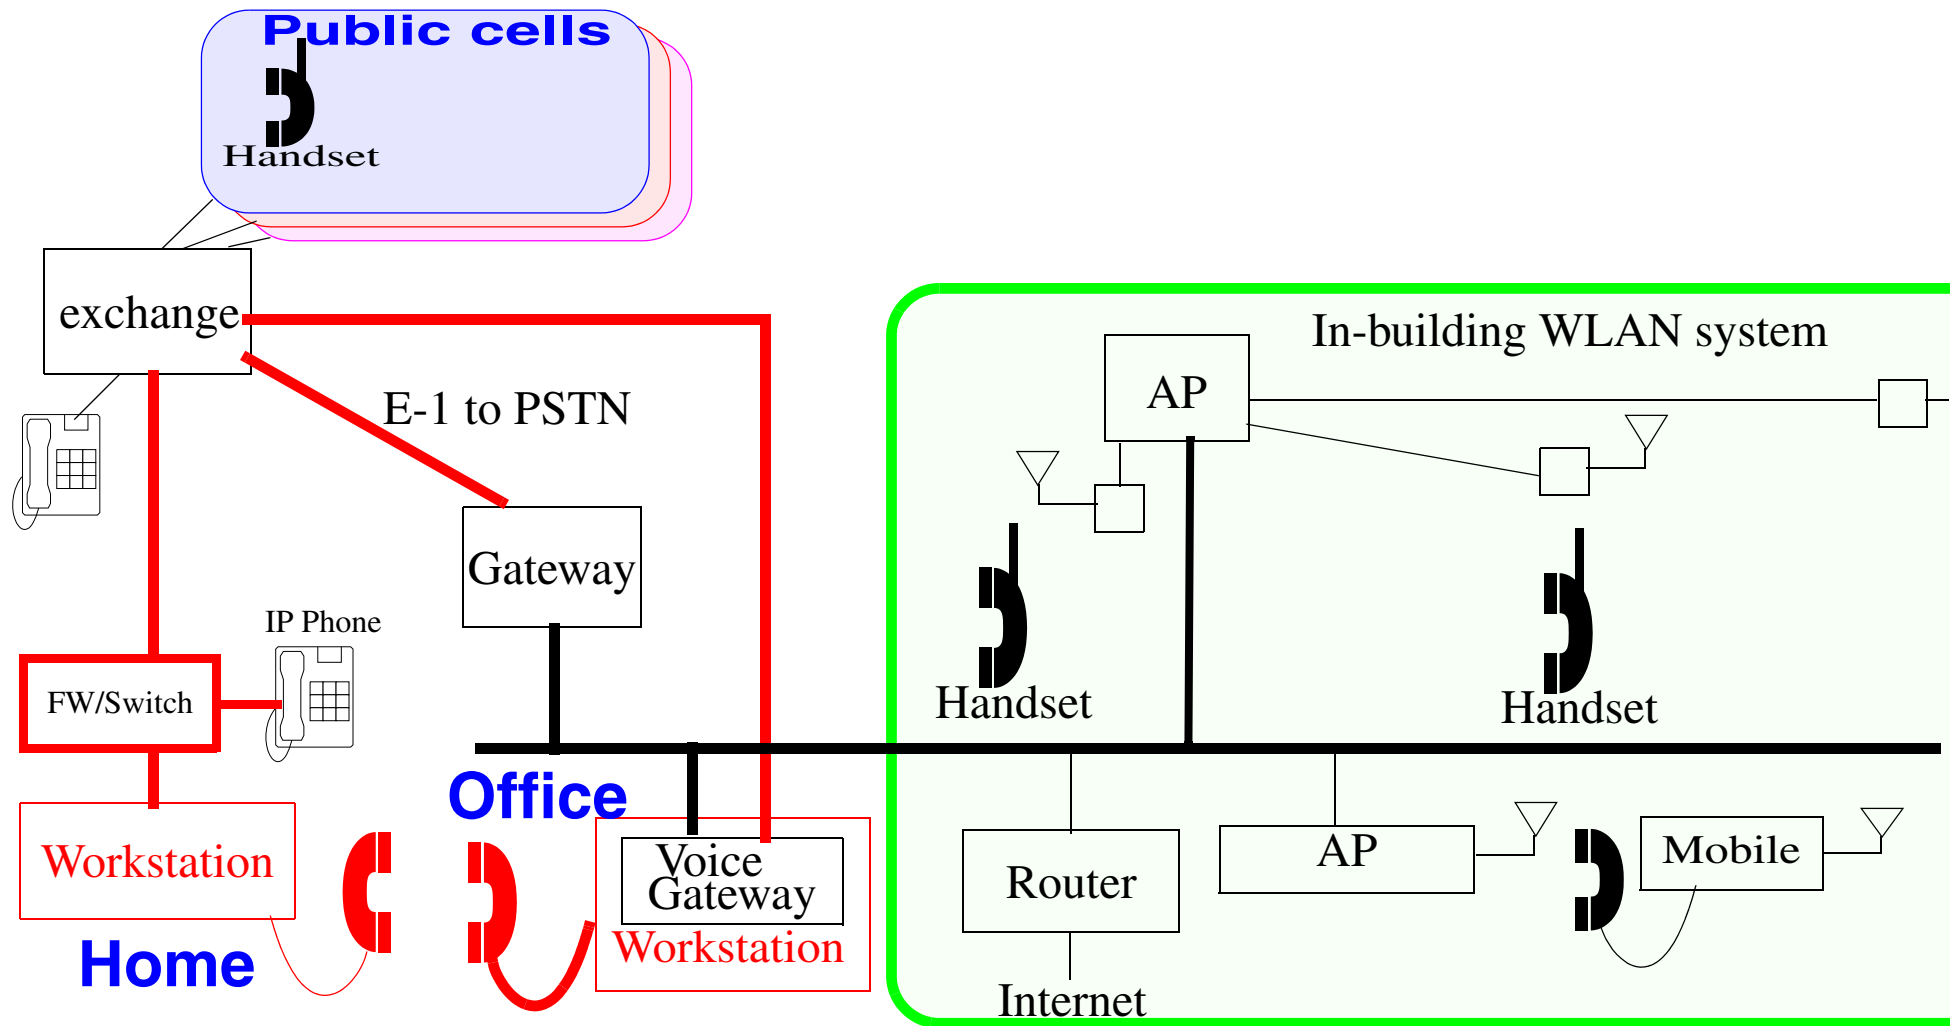 Public cells
Handset
exchange
In-building WLAN system
AP
E-1 to PSTN
Gateway
IP Phone
FW/Switch
Handset
Handset
Office
Workstation
Voice
Gateway
Workstation
Router
AP
Mobile
Home
Internet